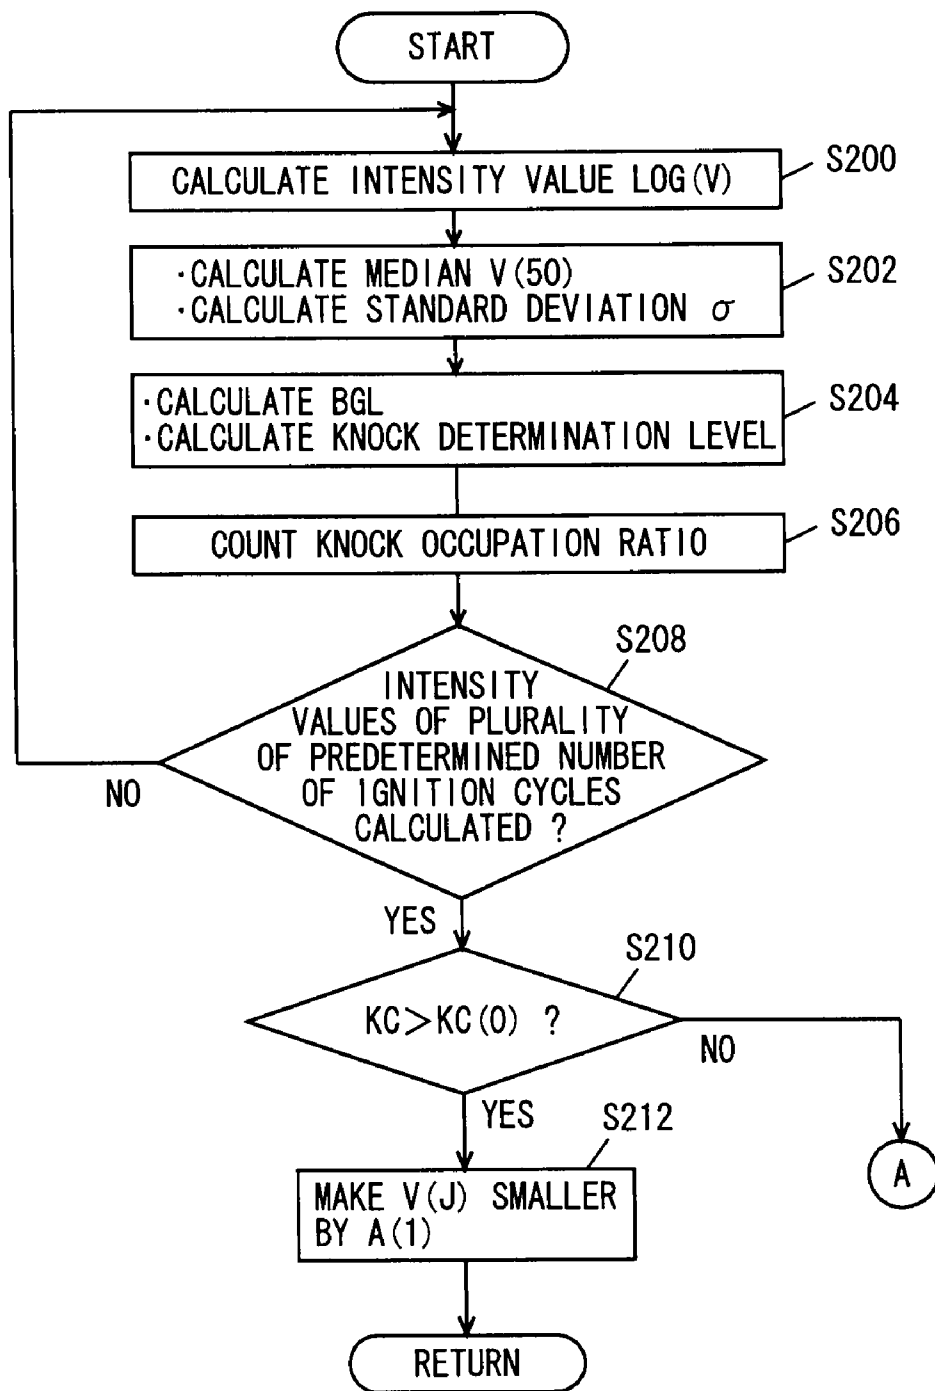 START
CALCULATE INTENSITY VALUE LOG(V)
S200
·CALCULATE MEDIAN V(50)
·CALCULATE STANDARD DEVIATION σ
S202
·CALCULATE BGL
·CALCULATE KNOCK DETERMINATION LEVEL
S204
COUNT KNOCK OCCUPATION RATIO
S206
S208
INTENSITY
VALUES OF PLURALITY
OF PREDETERMINED NUMBER
OF IGNITION CYCLES
CALCULATED ?
NO
YES
S210
KC>KC(0) ?
NO
YES
S212
MAKE V(J) SMALLER
BY A(1)
A
RETURN